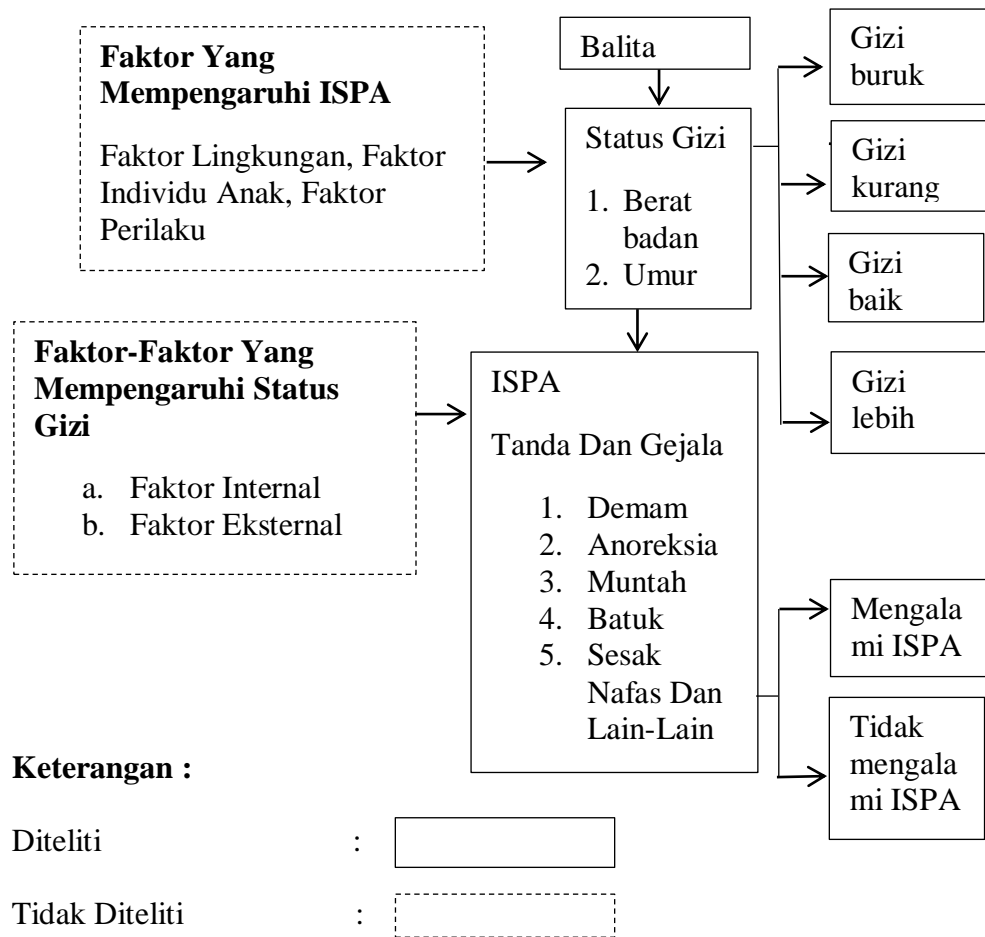 Faktor Yang
Mempengaruhi ISPA
Faktor Lingkungan, Faktor
Individu Anak, Faktor
Perilaku
Balita
Status Gizi
1. Berat
badan
2. Umur
Gizi
buruk
Gizi
kurang
Gizi
baik
Gizi
lebih
Faktor-Faktor Yang
Mempengaruhi Status
Gizi
a. Faktor Internal
b. Faktor Eksternal
ISPA
Tanda Dan Gejala
1. Demam
2. Anoreksia
3. Muntah
4. Batuk
5. Sesak
Nafas Dan
Lain-Lain
Mengala
mi ISPA
Tidak
mengala
mi ISPA
Keterangan :
Diteliti :
Tidak Diteliti :